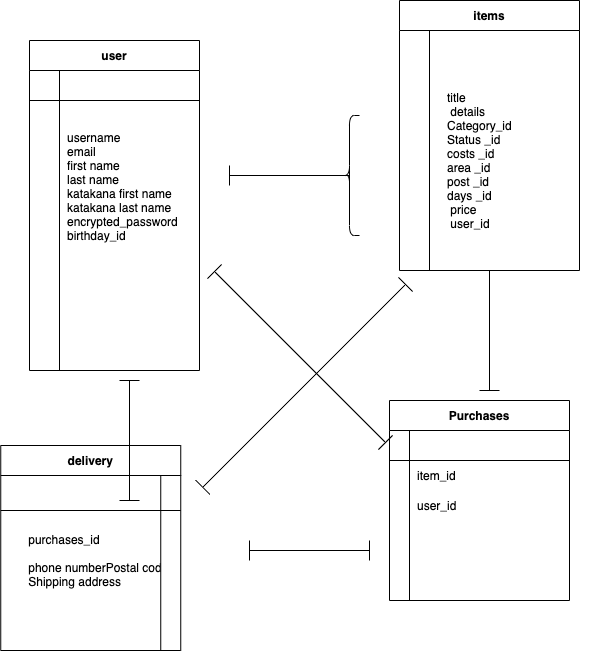 items
user
title
details
Category_id
Status _id
costs _id
area _id
post _id
days _id
price
user_id
username
email
first name
last name
katakana first name
katakana last name
encrypted_password
birthday_id
Purchases
item_id
user_id
delivery
purchases_id
phone numberPostal cod
Shipping address